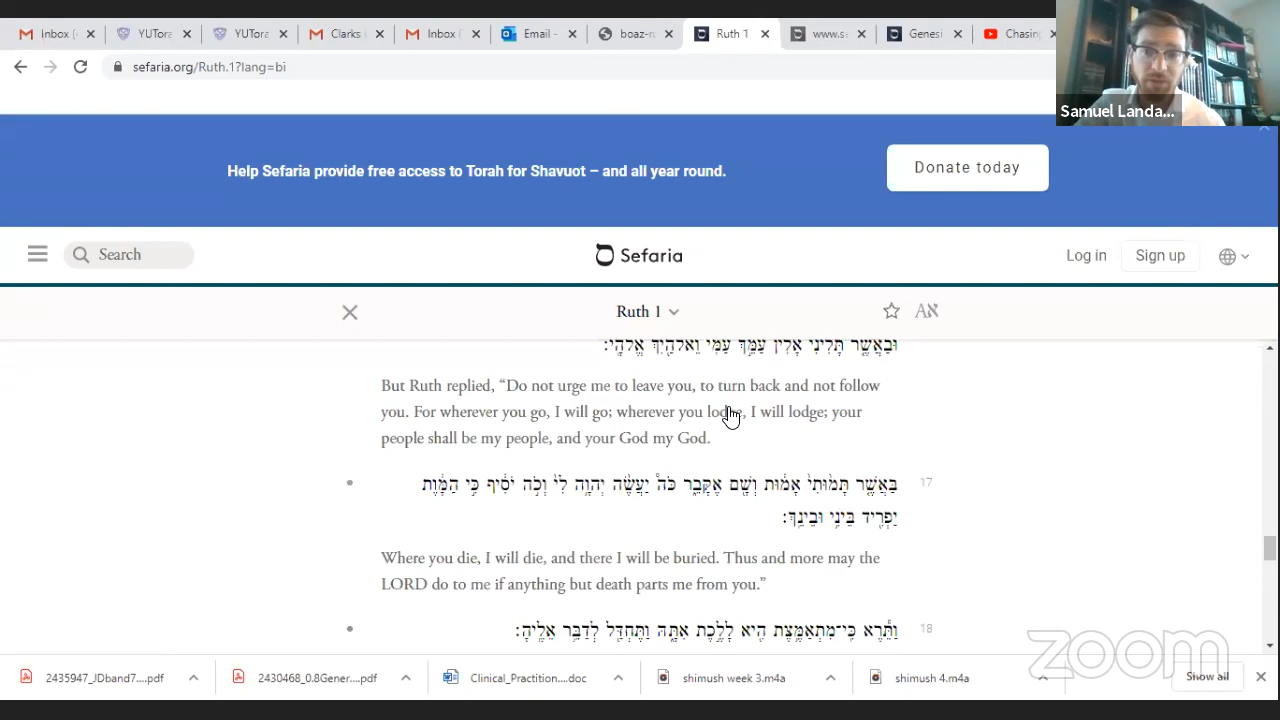 Inbox (
YUTora
YUTora
Clarks
Inbox (
Email -
boaz-ru
Ruth 1
www.se
Genesi
Chasing
sefaria.org/Ruth.1?lang=bi
Samuel Landa...
Help Sefaria provide free access to Torah for Shavuot – and all year round.
Donate today
Search
Sefaria
Log in
Sign up
Ruth 1
Aא
וּבַאֲשֶׁ֤ר תָּלִ֙ינִי֙ אָלִ֔ין עַמֵּ֣ךְ עַמִּ֔י וֵאלֹהַ֖יִךְ אֱלֹהָֽי׃
But Ruth replied, “Do not urge me to leave you, to turn back and not follow
you. For wherever you go, I will go; wherever you lodge, I will lodge; your
people shall be my people, and your God my God.
17
בַּאֲשֶׁ֤ר תָּמ֙וּתִי֙ אָמ֔וּת וְשָׁ֖ם אֶקָּבֵ֑ר כֹּה֩ יַעֲשֶׂ֨ה יְהֹוָ֥ה לִי֙ וְכֹ֣ה יֹסִ֔יף כִּ֣י הַמָּ֔וֶת
יַפְרִ֖יד בֵּינִ֥י וּבֵינֵֽךְ׃
Where you die, I will die, and there I will be buried. Thus and more may the
LORD do to me if anything but death parts me from you.”
18
וַתֵּ֕רֶא כִּֽי־מִתְאַמֶּ֥צֶת הִ֖יא לָלֶ֣כֶת אִתָּ֑הּ וַתֶּחְדַּ֖ל לְדַבֵּ֥ר אֵלֶֽיהָ׃
zoom
2435947_JDband7....pdf
2430468_0.8Gener....pdf
Clinical_Practition....doc
shimush week 3.m4a
shimush 4.m4a
Show all